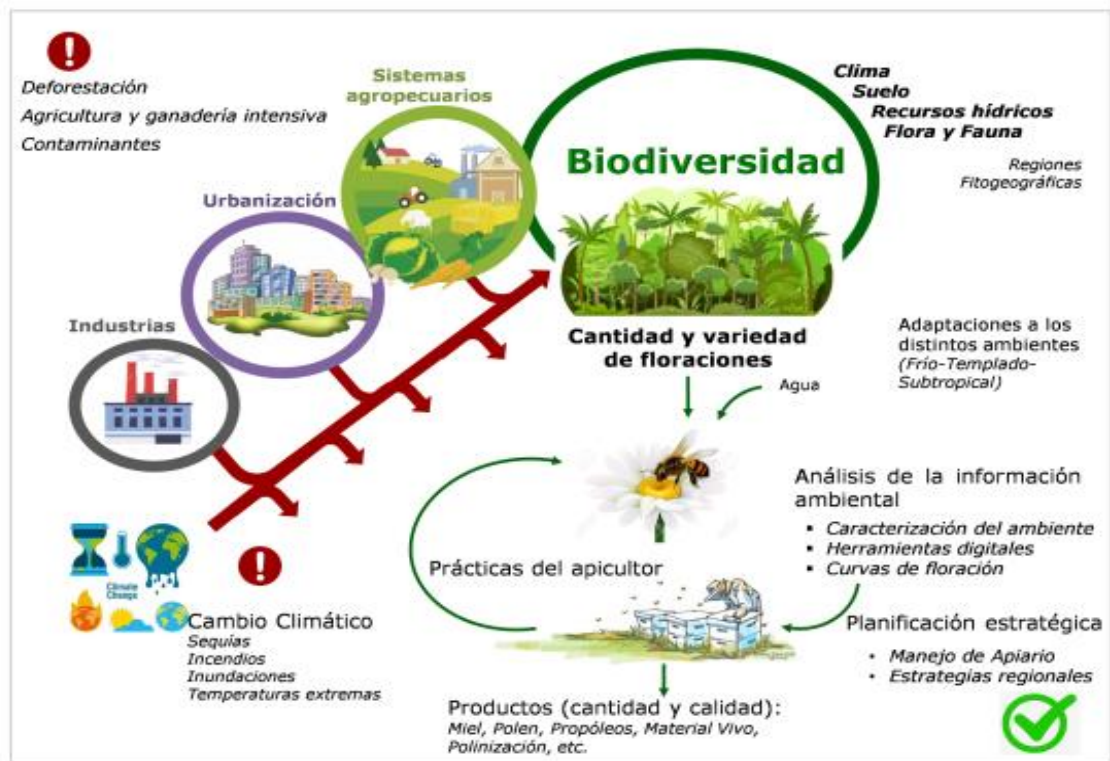 Deforestación
Agricultura y ganadería intensiva
Contaminantes
Sistemas
agropecuarios
Urbanización
Industrias
Biodiversidad
Clima
Suelo
Recursos hídricos
Flora y Fauna
Regiones
Fitogeográficas
Cantidad y variedad
de floraciones
Agua
Adaptaciones a los
distintos ambientes
(Frío-Templado-
Subtropical)
Análisis de la información
ambiental
▪ Caracterización del ambiente
▪ Herramientas digitales
▪ Curvas de floración
Prácticas del apicultor
Climate
Change
Cambio Climático
Sequías
Incendios
Inundaciones
Temperaturas extremas
Planificación estratégica
• Manejo de Apiario
• Estrategias regionales
Productos (cantidad y calidad):
Miel, Polen, Propóleos, Material Vivo,
Polinización, etc.